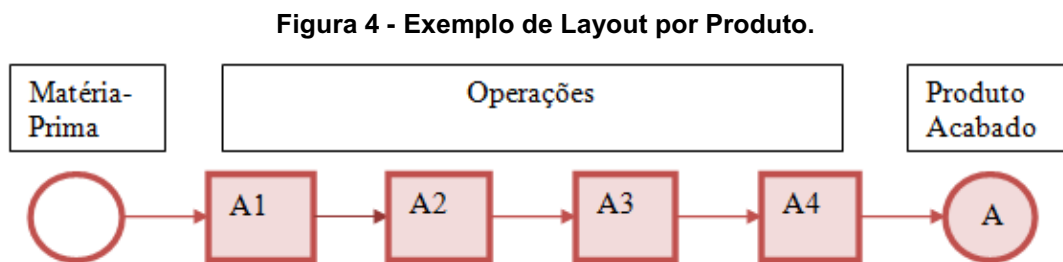 Figura 4 - Exemplo de Layout por Produto.
Matéria-
Prima
Operações
Produto
Acabado
A1
A2
A3
A4
A